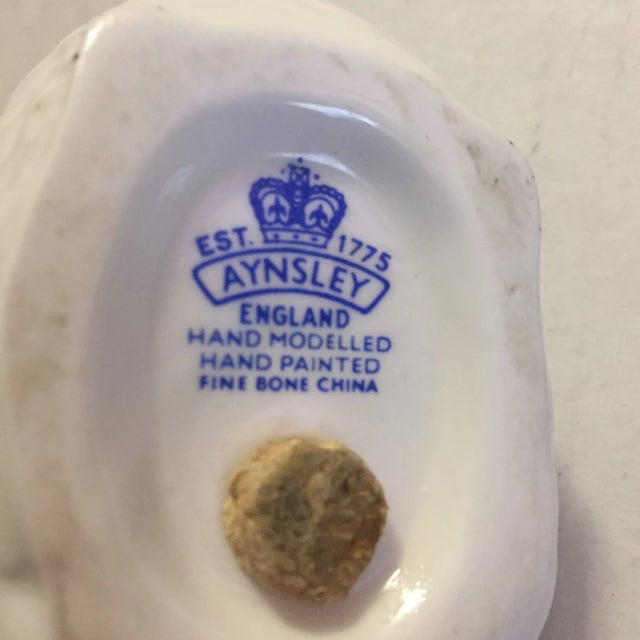 EST. 1775
AYNSLEY
ENGLAND
HAND MODELLED
HAND PAINTED
FINE BONE CHINA